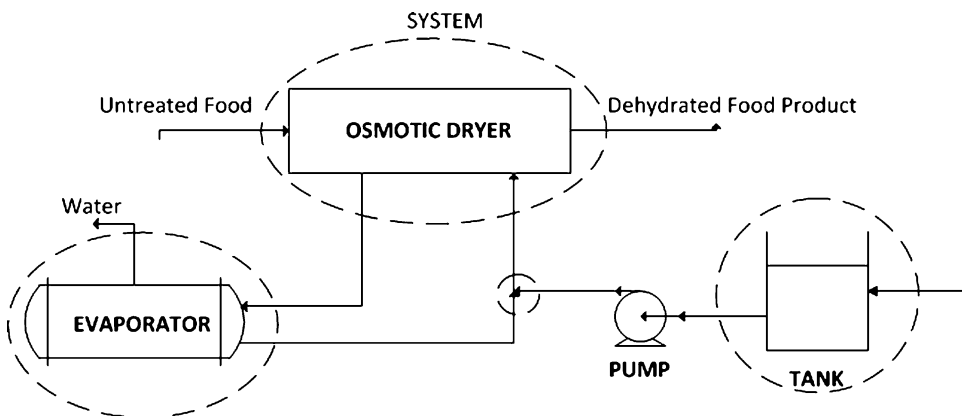 SYSTEM
Untreated Food
Dehydrated Food Product
OSMOTIC DRYER
Water
EVAPORATOR
PUMP
TANK